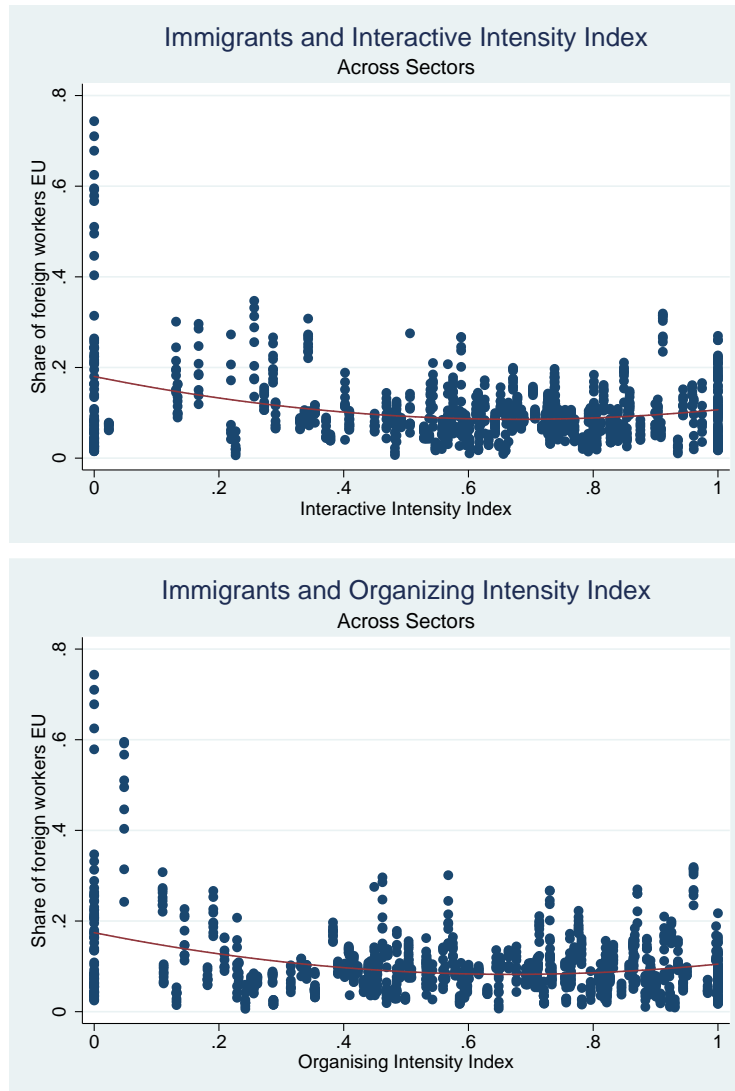 Immigrants and Interactive Intensity Index
Across Sectors
Share of foreign workers EU
0
.2
.4
.6
.8
0
.2
.4
.6
.8
1
Interactive Intensity Index
Immigrants and Organizing Intensity Index
Across Sectors
Share of foreign workers EU
0
.2
.4
.6
.8
0
.2
.4
.6
.8
1
Organising Intensity Index